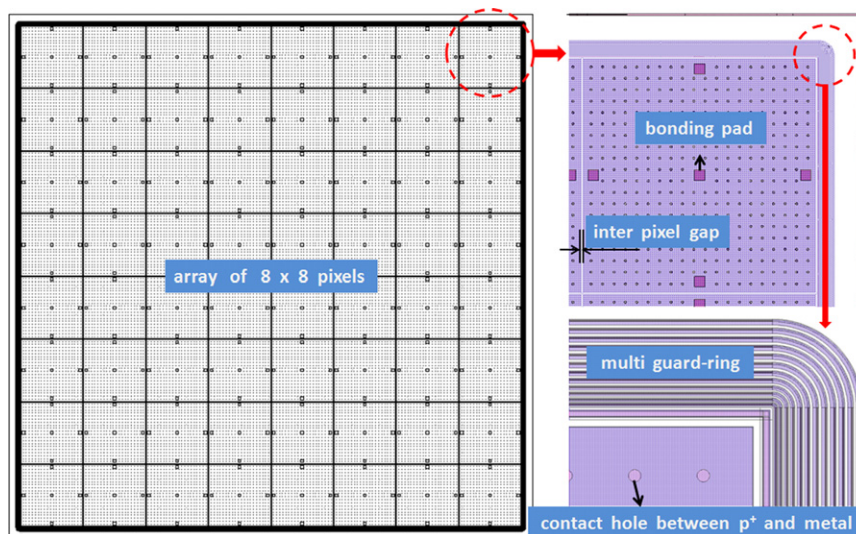 array of 8 x 8 pixels
bonding pad
inter pixel gap
multi guard-ring
contact hole between p⁺ and metal